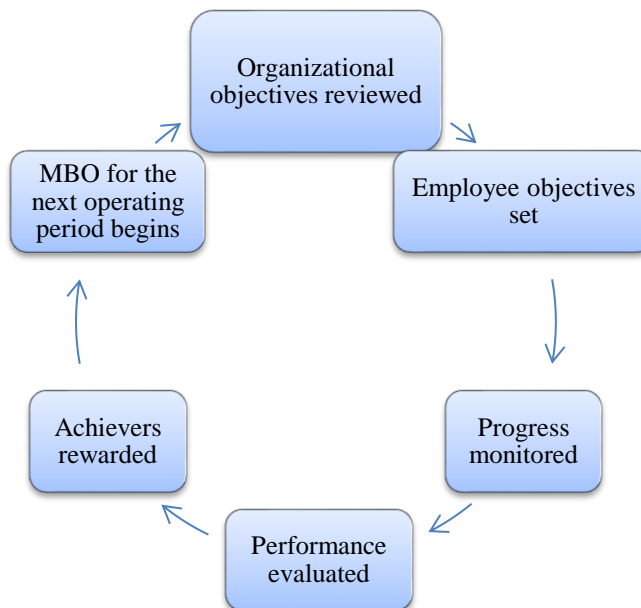 Organizational
objectives reviewed
Employee objectives
set
Progress
monitored
Performance
evaluated
Achievers
rewarded
MBO for the
next operating
period begins